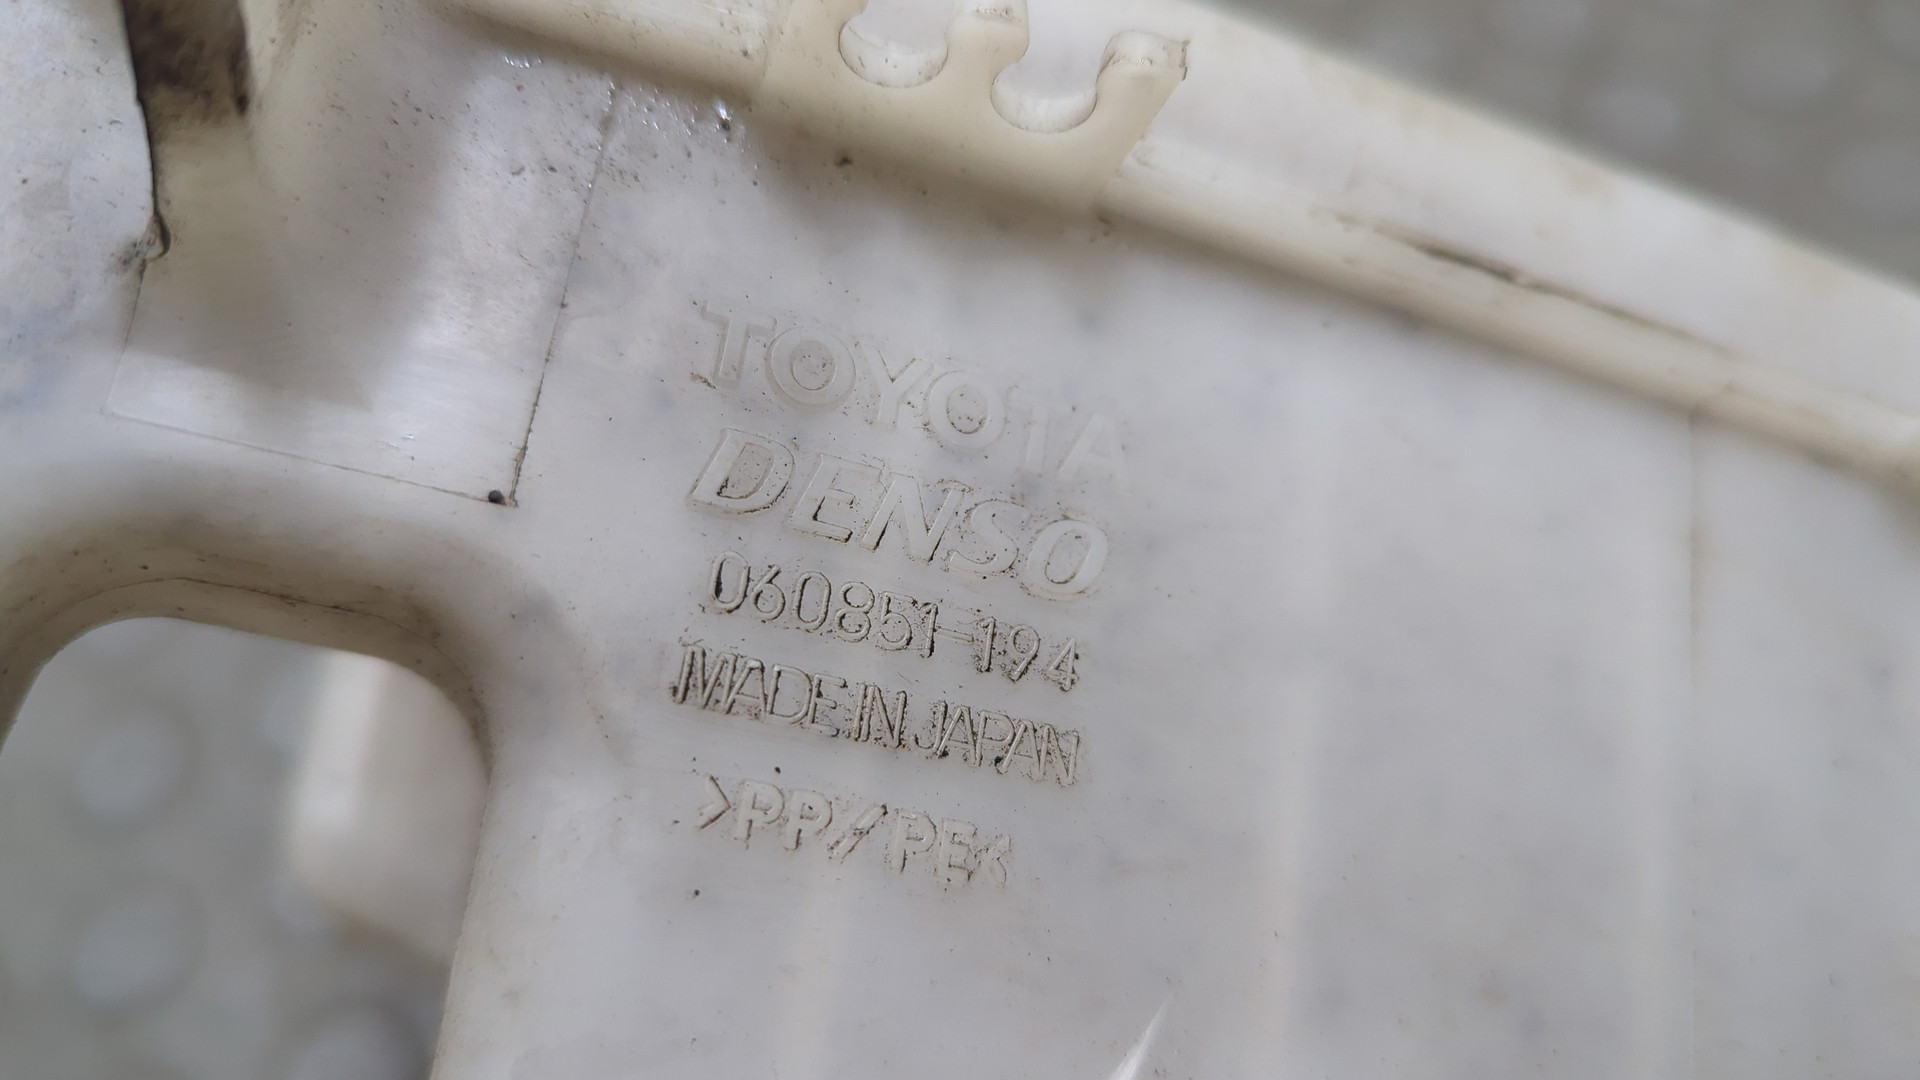 TOYOTA
DENSO
060851-194
MADE IN JAPAN
>PP//PE<